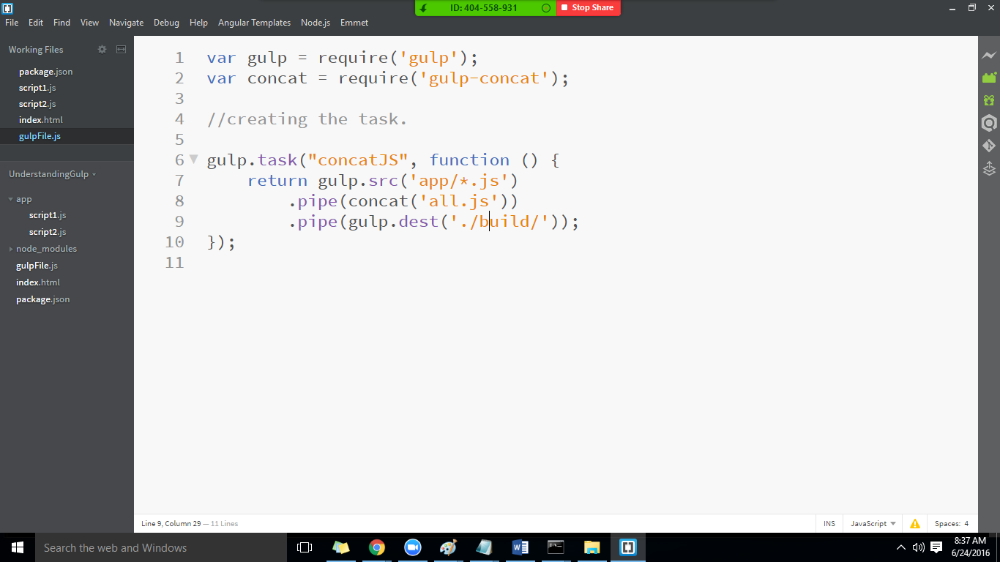 ID: 404-558-931 Stop Share
File Edit Find View Navigate Debug Help Angular Templates Node.js Emmet
Working Files
package.json
script1.js
script2.js
index.html
gulpFile.js
UnderstandingGulp
app
script1.js
script2.js
node_modules
gulpFile.js
index.html
package.json
1 var gulp = require('gulp');
2 var concat = require('gulp-concat');
3
4 //creating the task.
5
6 gulp.task("concatJS", function () {
7 return gulp.src('app/*.js')
8 .pipe(concat('all.js'))
9 .pipe(gulp.dest('./build/'));
10 });
11
Line 9, Column 29 — 11 Lines
INS JavaScript Spaces: 4
Search the web and Windows
8:37 AM
6/24/2016